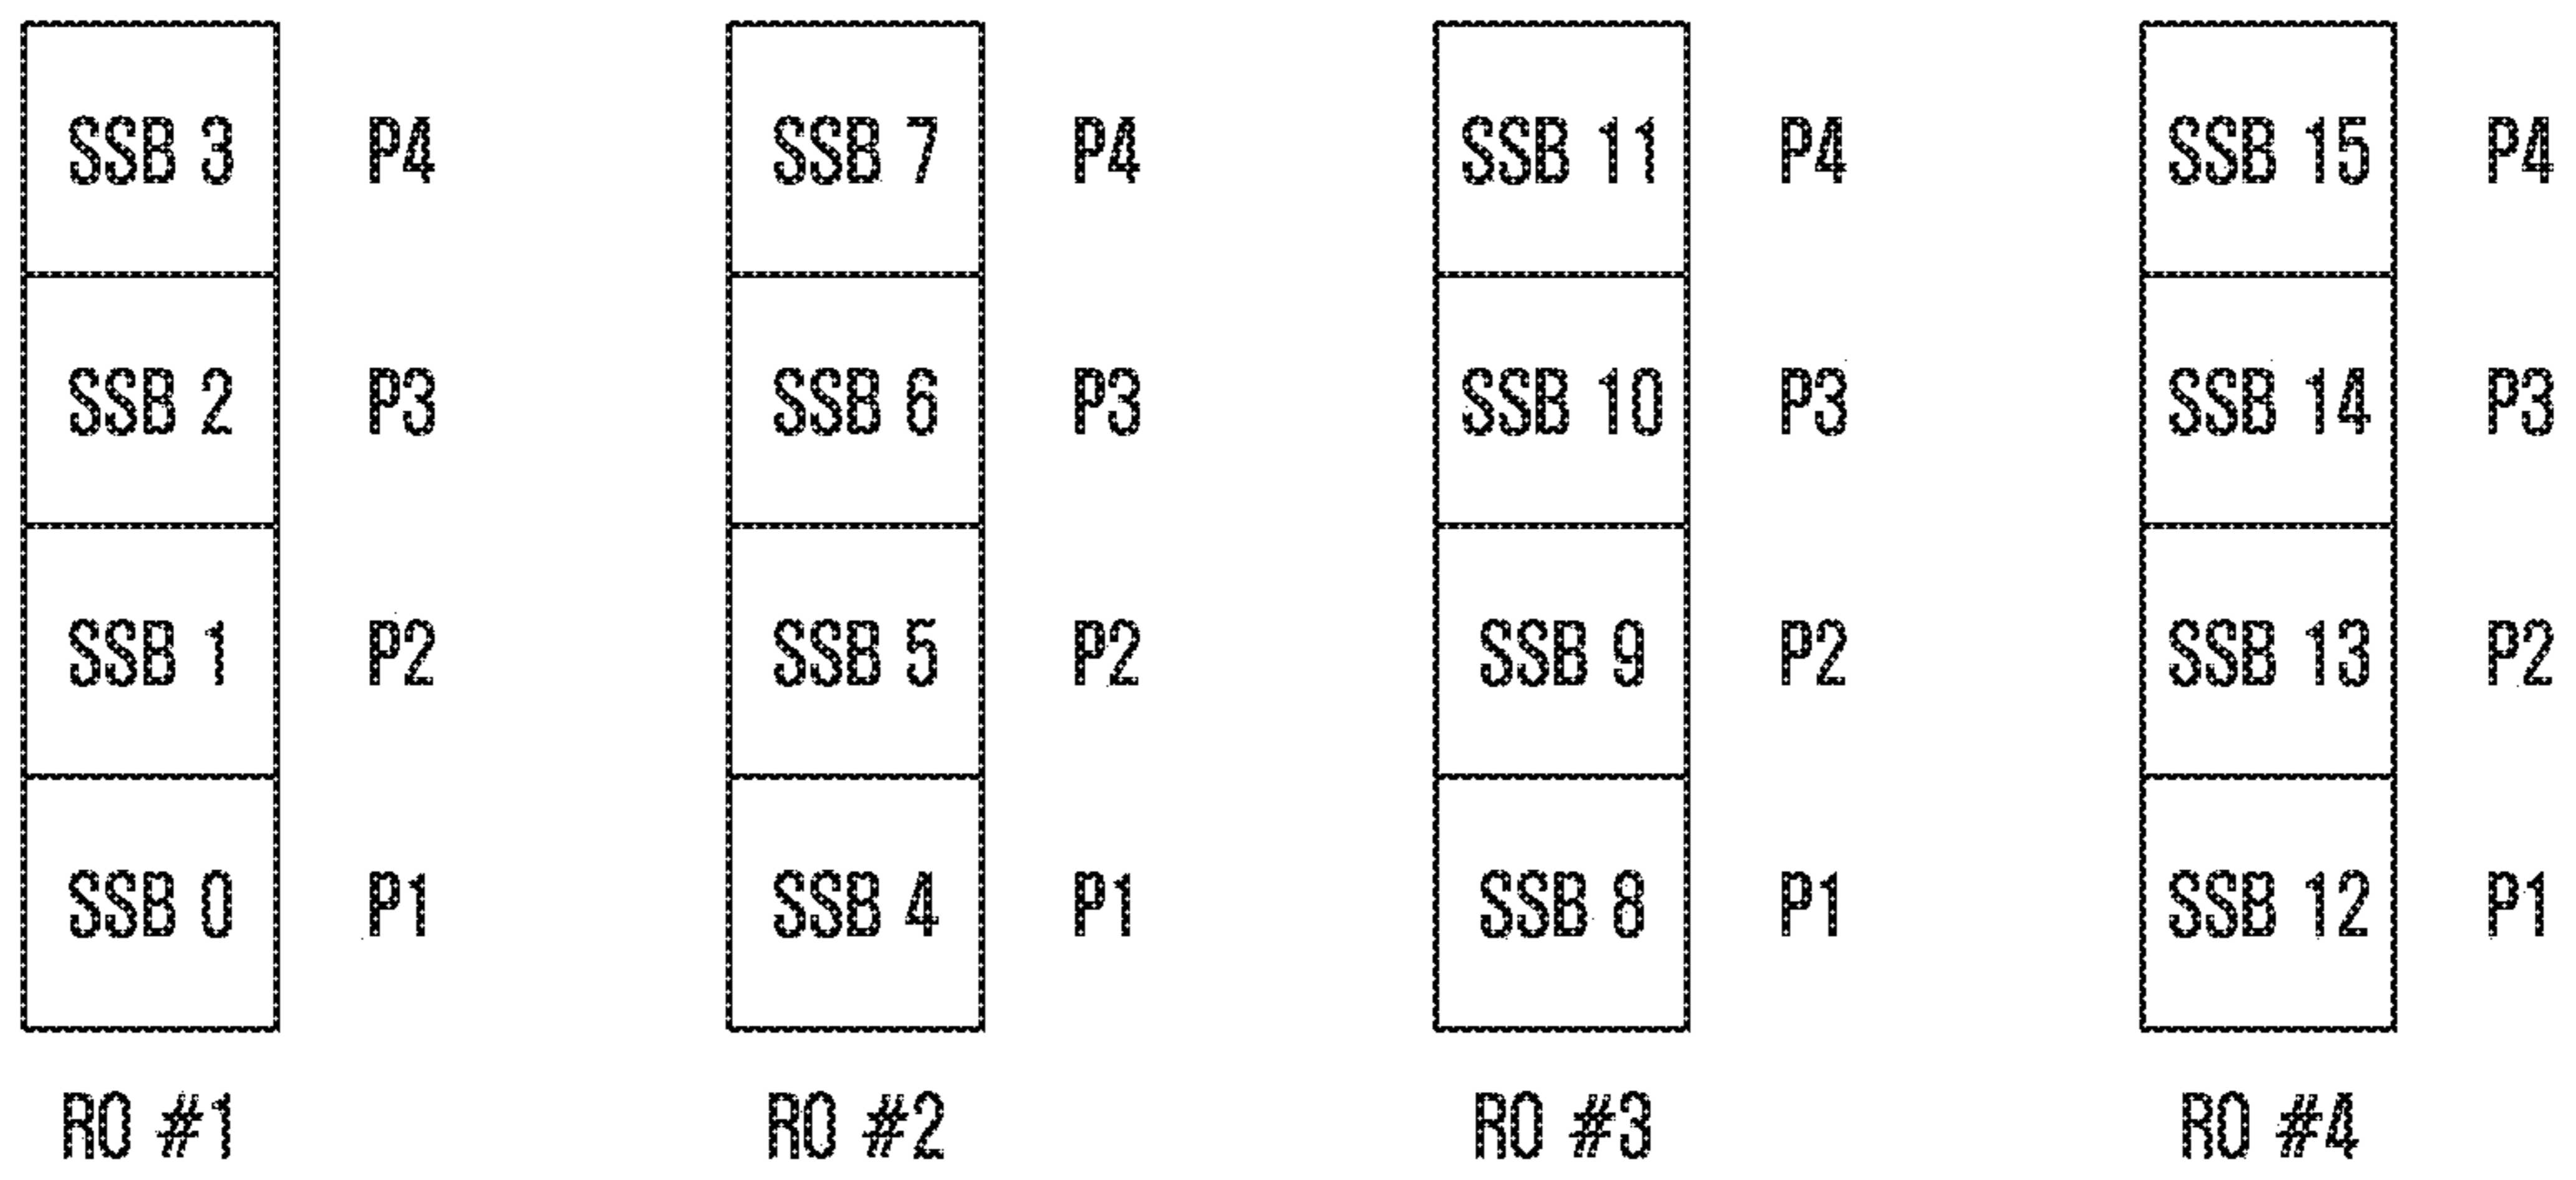 SSB 3 P4 SSB 7 P4 SSB 11 P4 SSB 15 P4
SSB 2 P3 SSB 6 P3 SSB 10 P3 SSB 14 P3
SSB 1 P2 SSB 5 P2 SSB 9 P2 SSB 13 P2
SSB 0 P1 SSB 4 P1 SSB 8 P1 SSB 12 P1
RO #1 RO #2 RO #3 RO #4